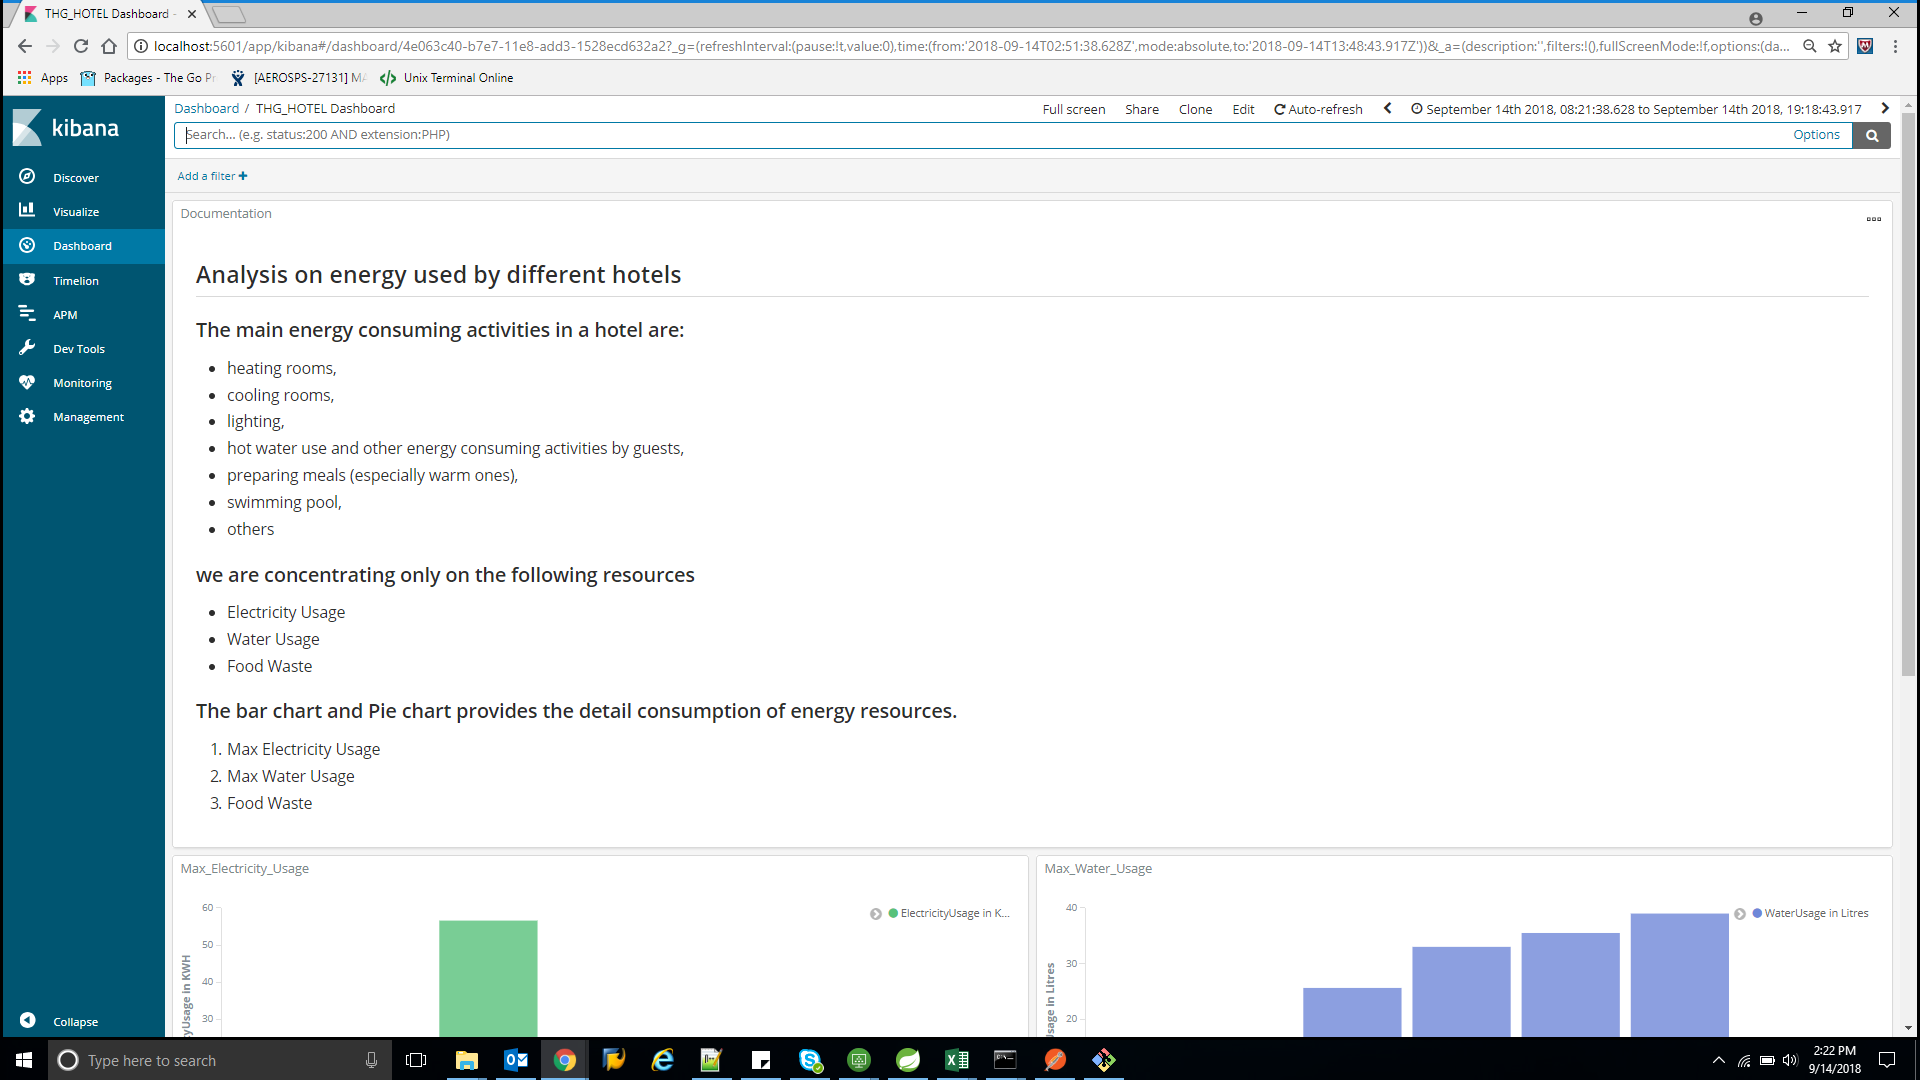 THG_HOTEL Dashboard -
localhost:5601/app/kibana#/dashboard/4e063c40-b7e7-11e8-add3-1528ecd632a2?_g=(refreshInterval:(pause:!t,value:0),time:(from:'2018-09-14T02:51:38.628Z',mode:absolute,to:'2018-09-14T13:48:43.917Z'))&_a=(description:'',filters:!(),fullScreenMode:!f,options:(da...
Apps Packages - The Go Pr [AEROSPS-27131] MA Unix Terminal Online
kibana
Discover
Visualize
Dashboard
Timelion
APM
Dev Tools
Monitoring
Management
Collapse
Dashboard / THG_HOTEL Dashboard
Full screen Share Clone Edit Auto-refresh September 14th 2018, 08:21:38.628 to September 14th 2018, 19:18:43.917
Search... (e.g. status:200 AND extension:PHP) Options
Add a filter +
Documentation
Analysis on energy used by different hotels
The main energy consuming activities in a hotel are:
• heating rooms,
• cooling rooms,
• lighting,
• hot water use and other energy consuming activities by guests,
• preparing meals (especially warm ones),
• swimming pool,
• others
we are concentrating only on the following resources
• Electricity Usage
• Water Usage
• Food Waste
The bar chart and Pie chart provides the detail consumption of energy resources.
1. Max Electricity Usage
2. Max Water Usage
3. Food Waste
Max_Electricity_Usage
60
50
40
30
yUsage in KWH
ElectricityUsage in K...
Max_Water_Usage
40
30
20
sage in Litres
WaterUsage in Litres
Type here to search
2:22 PM
9/14/2018